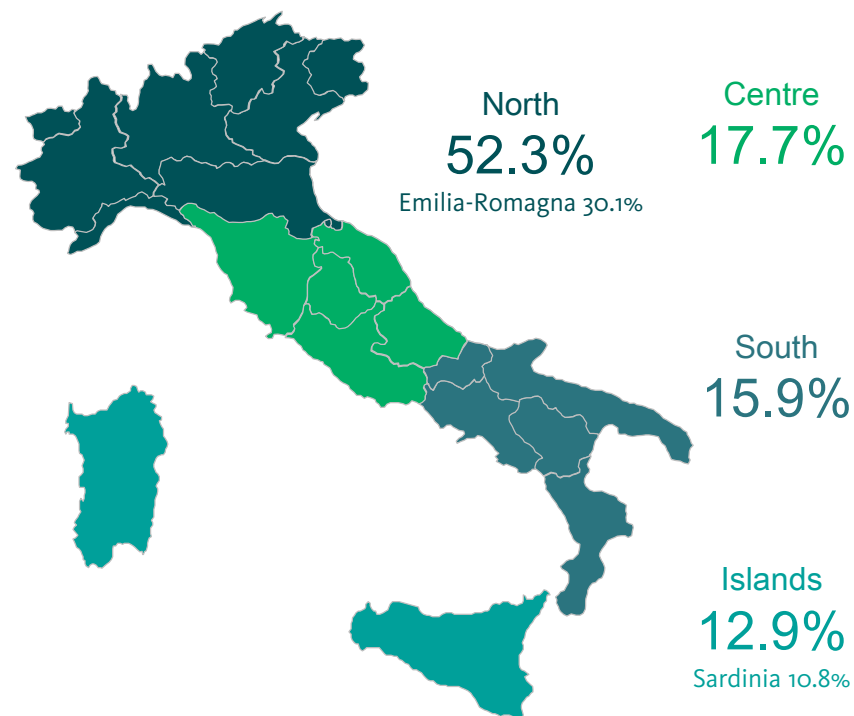 North
52.3%
Emilia-Romagna 30.1%
Centre
17.7%
South
15.9%
Islands
12.9%
Sardinia 10.8%